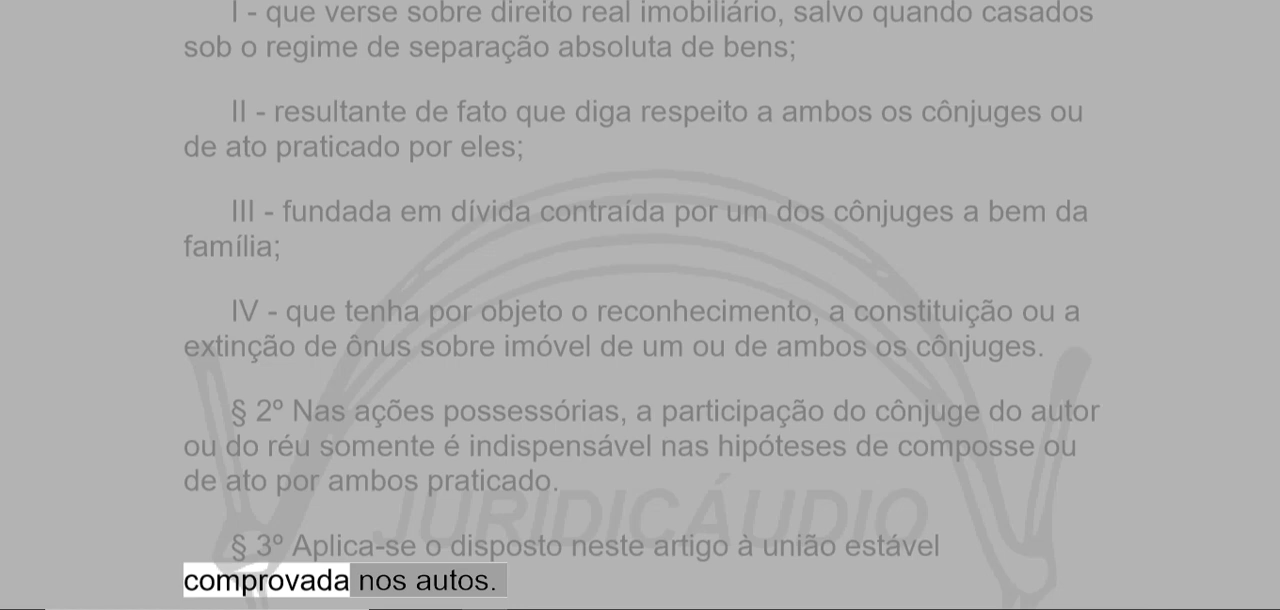 I - que verse sobre direito real imobiliário, salvo quando casados
sob o regime de separação absoluta de bens;
II - resultante de fato que diga respeito a ambos os cônjuges ou
de ato praticado por eles;
III - fundada em dívida contraída por um dos cônjuges a bem da
família;
IV - que tenha por objeto o reconhecimento, a constituição ou a
extinção de ônus sobre imóvel de um ou de ambos os cônjuges.
§ 2º Nas ações possessórias, a participação do cônjuge do autor
ou do réu somente é indispensável nas hipóteses de composse ou
de ato por ambos praticado.
JURIDICÁUDIO
§ 3º Aplica-se o disposto neste artigo à união estável
comprovada nos autos.